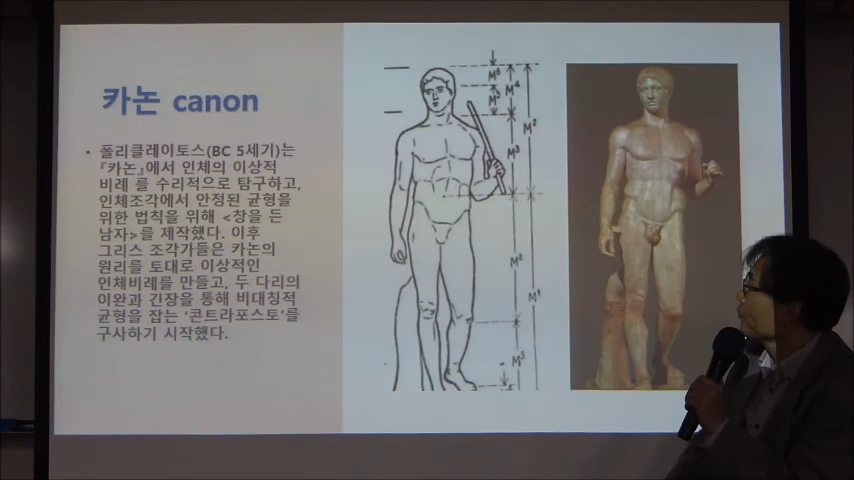 카논 canon
• 폴리클레이토스(BC 5세기)는
『카논』에서 인체의 이상적
비례 를 수리적으로 탐구하고,
인체조각에서 안정된 균형을
위한 법칙을 위해 <창을 든
남자>를 제작했다. 이후
그리스 조각가들은 카논의
원리를 토대로 이상적인
인체비례를 만들고, 두 다리의
이완과 긴장을 통해 비대칭적
균형을 잡는 ‘콘트라포스토’를
구사하기 시작했다.
M⁴
M²
M³
M²
M¹
M³